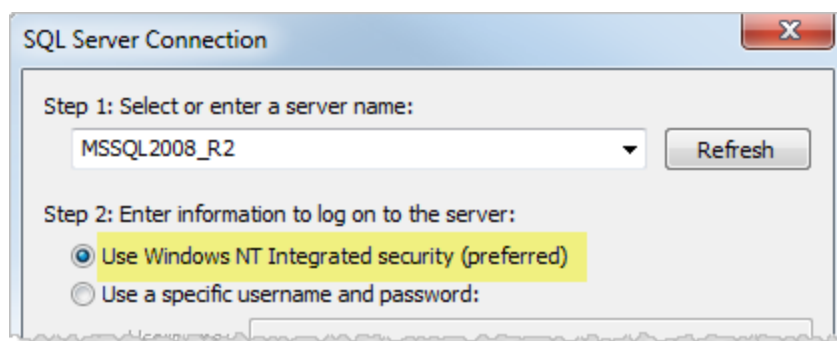 SQL Server Connection
Step 1: Select or enter a server name:
MSSQL2008_R2
Refresh
Step 2: Enter information to log on to the server:
Use Windows NT Integrated security (preferred)
Use a specific username and password: